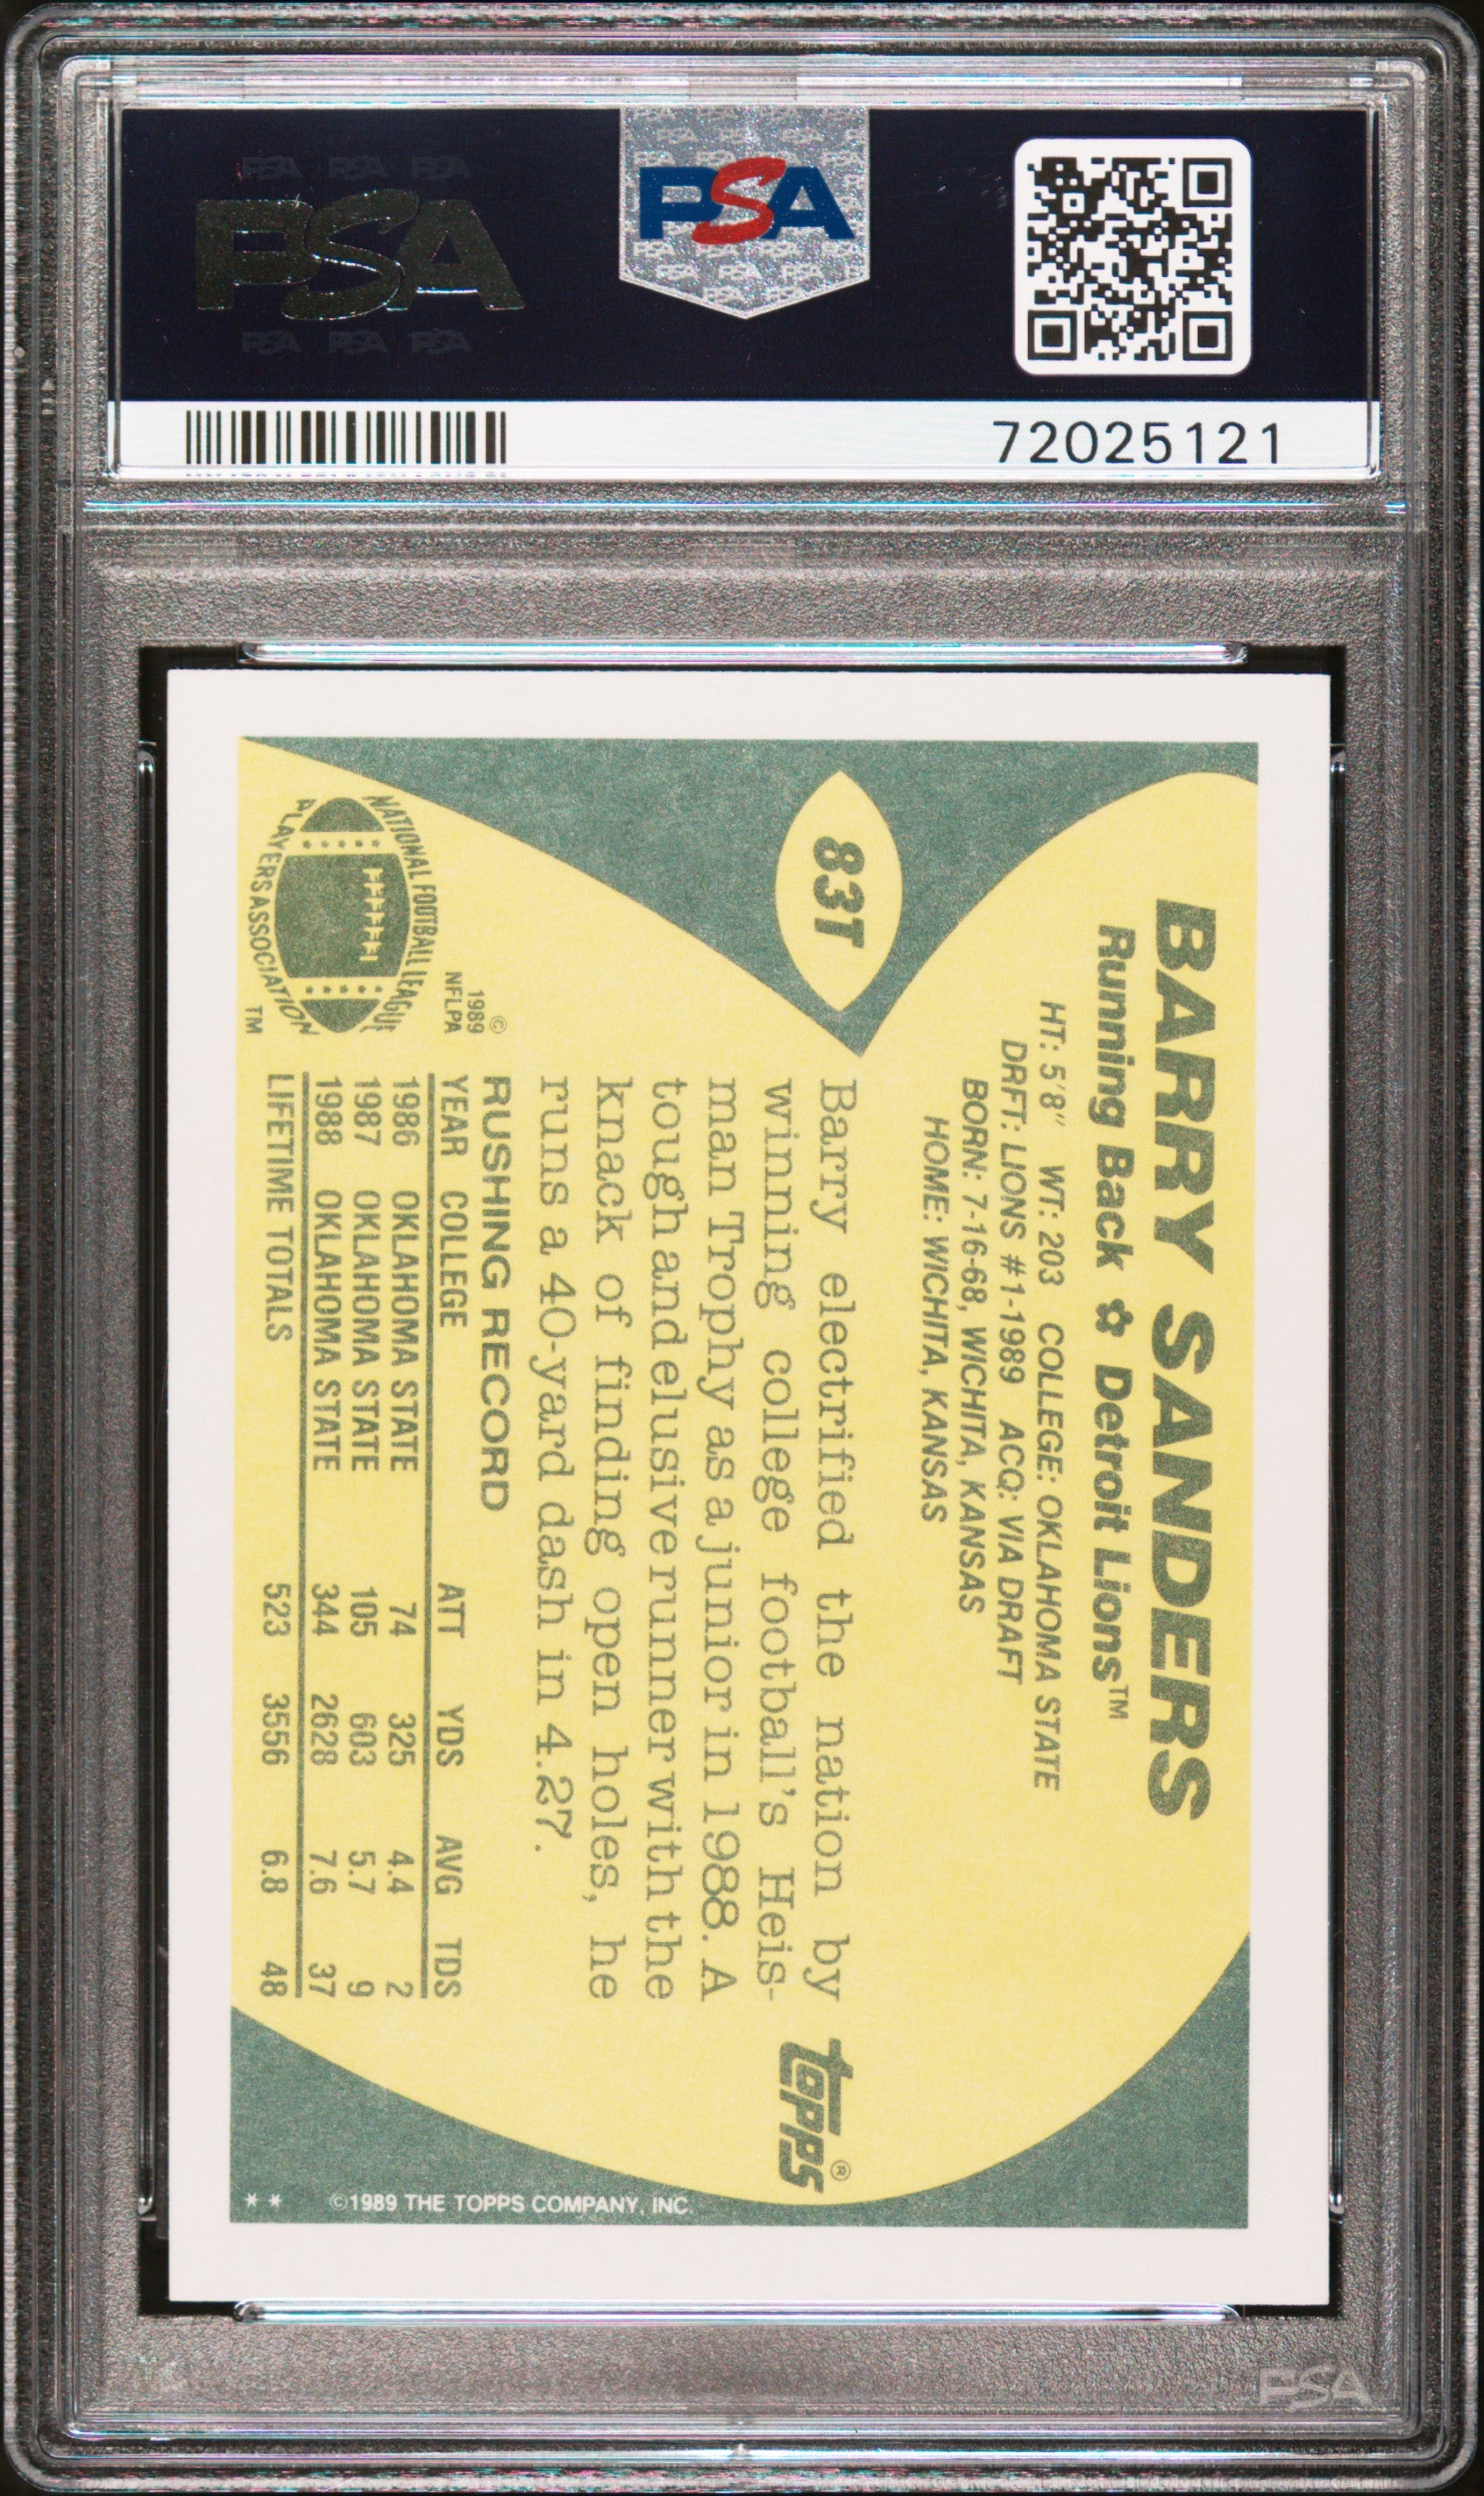 PSA PSA PSA
PSA
PSA PSA PSA
PSA
72025121
83T
BARRY SANDERS
Running Back ✿ Detroit Lions™
HT: 5'8" WT: 203 COLLEGE: OKLAHOMA STATE
DRFT: LIONS #1-1989 ACQ: VIA DRAFT
BORN: 7-16-68, WICHITA, KANSAS
HOME: WICHITA, KANSAS
Barry electrified the nation by
winning college football's Heis-
man Trophy as a junior in 1988. A
tough and elusive runner with the
knack of finding open holes, he
runs a 40-yard dash in 4.27.
topps®
NATIONAL FOOTBALL LEAGUE
PLAYERS ASSOCIATION
TM
©
1989
NFLPA
RUSHING RECORD
YEAR COLLEGE ATT YDS AVG TDS
1986 OKLAHOMA STATE 74 325 4.4 2
1987 OKLAHOMA STATE 105 603 5.7 9
1988 OKLAHOMA STATE 344 2628 7.6 37
LIFETIME TOTALS 523 3556 6.8 48
** ©1989 THE TOPPS COMPANY, INC.
PSA